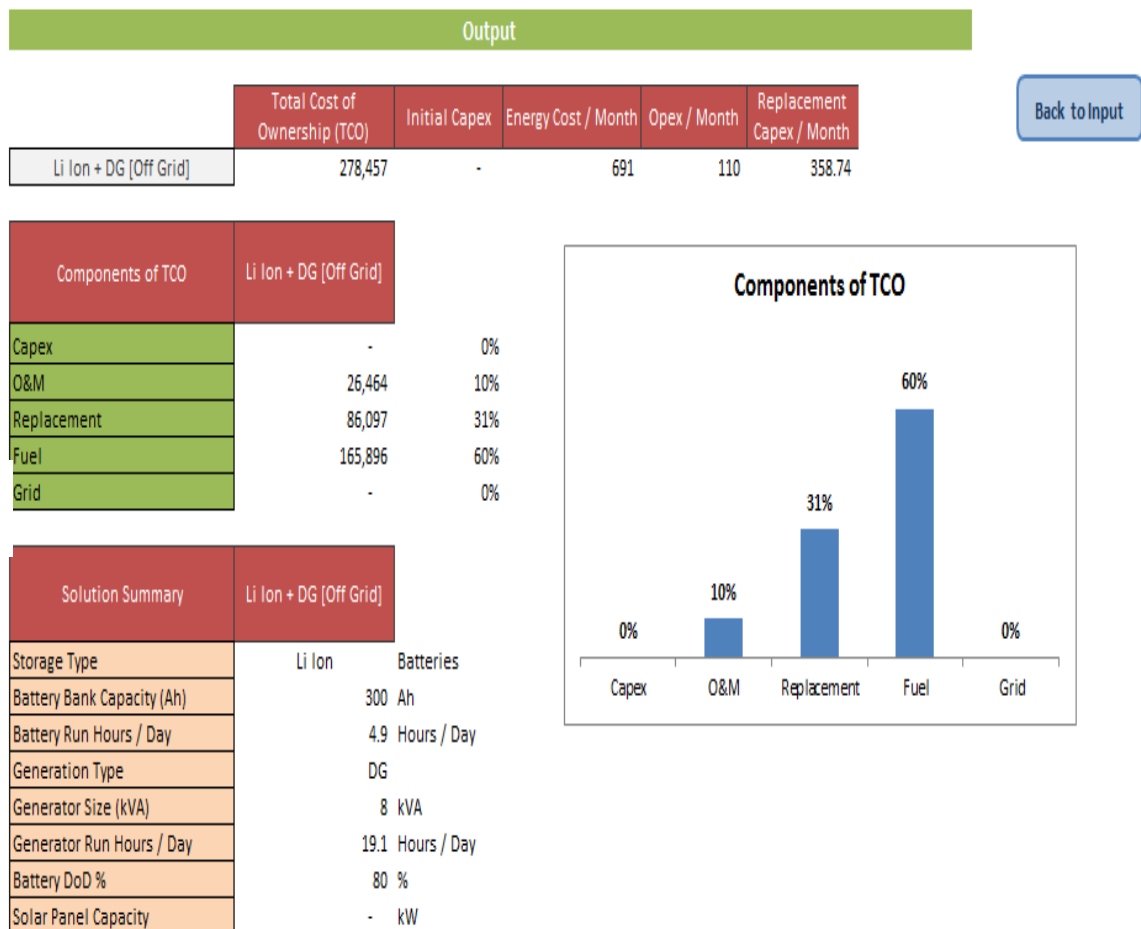 Output
Total Cost of Ownership (TCO) Initial Capex Energy Cost / Month Opex / Month Replacement Capex / Month
Back to Input
Li Ion + DG [Off Grid] 278,457 - 691 110 358.74
Components of TCO Li Ion + DG [Off Grid]
Capex - 0%
O&M 26,464 10%
Replacement 86,097 31%
Fuel 165,896 60%
Grid - 0%
Components of TCO
0% 10% 31% 60% 0%
Capex O&M Replacement Fuel Grid
Solution Summary Li Ion + DG [Off Grid]
Storage Type Li Ion Batteries
Battery Bank Capacity (Ah) 300 Ah
Battery Run Hours / Day 4.9 Hours / Day
Generation Type DG
Generator Size (kVA) 8 kVA
Generator Run Hours / Day 19.1 Hours / Day
Battery DoD % 80 %
Solar Panel Capacity - kW